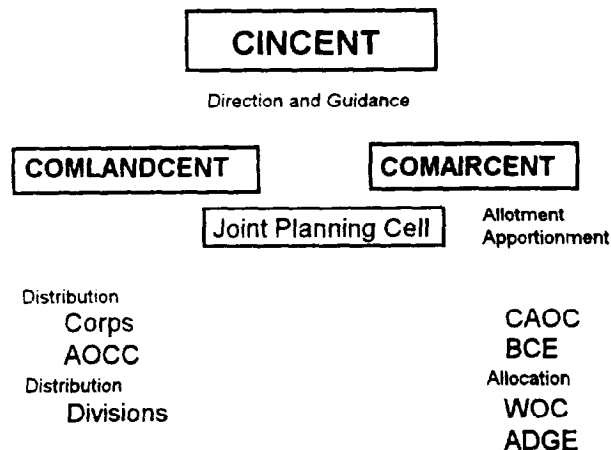 CINCENT
Direction and Guidance
COMLANDCENT
COMAIRCENT
Joint Planning Cell
Allotment
Apportionment
Distribution
Corps
AOCC
Distribution
Divisions
CAOC
BCE
Allocation
WOC
ADGE